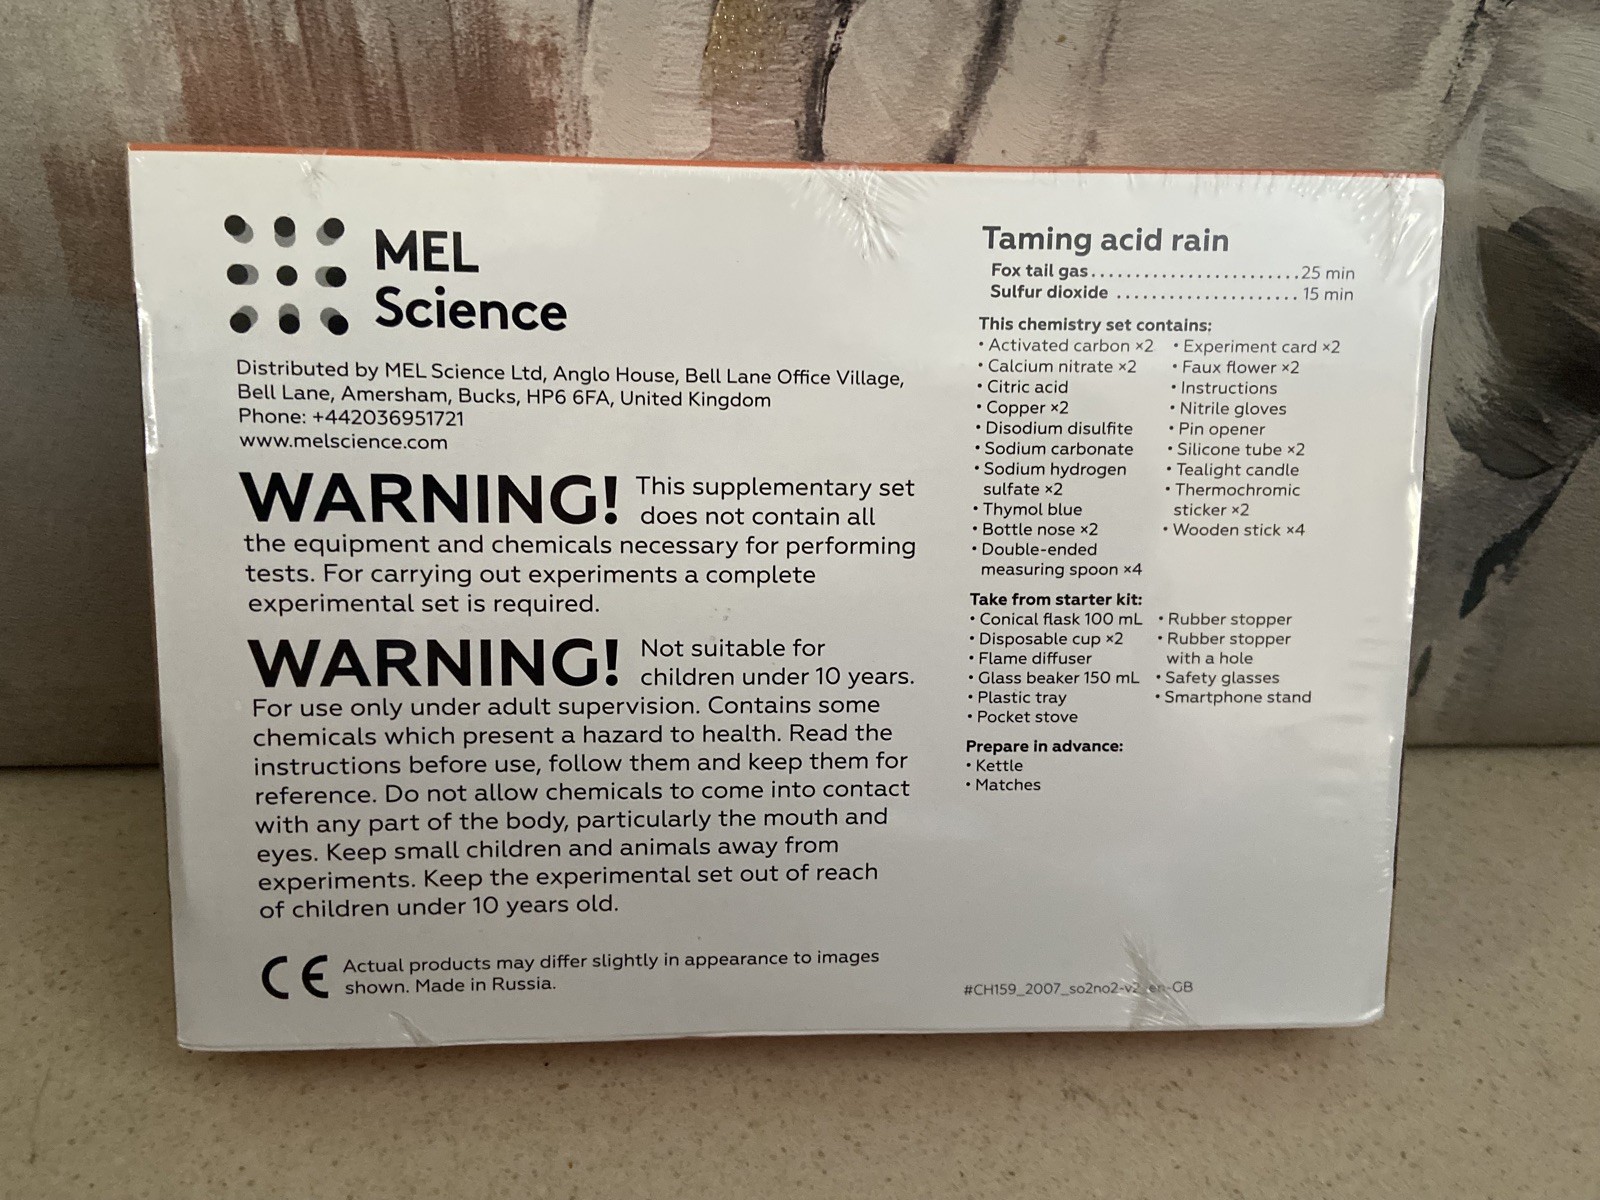 MEL
Science
Distributed by MEL Science Ltd, Anglo House, Bell Lane Office Village,
Bell Lane, Amersham, Bucks, HP6 6FA, United Kingdom
Phone: +442036951721
www.melscience.com
WARNING! This supplementary set
does not contain all
the equipment and chemicals necessary for performing
tests. For carrying out experiments a complete
experimental set is required.
WARNING! Not suitable for
children under 10 years.
For use only under adult supervision. Contains some
chemicals which present a hazard to health. Read the
instructions before use, follow them and keep them for
reference. Do not allow chemicals to come into contact
with any part of the body, particularly the mouth and
eyes. Keep small children and animals away from
experiments. Keep the experimental set out of reach
of children under 10 years old.
CE Actual products may differ slightly in appearance to images
shown. Made in Russia.
Taming acid rain
Fox tail gas........................25 min
Sulfur dioxide .....................15 min
This chemistry set contains:
• Activated carbon ×2
• Calcium nitrate ×2
• Citric acid
• Copper ×2
• Disodium disulfite
• Sodium carbonate
• Sodium hydrogen
sulfate ×2
• Thymol blue
• Bottle nose ×2
• Double-ended
measuring spoon ×4
• Experiment card ×2
• Faux flower ×2
• Instructions
• Nitrile gloves
• Pin opener
• Silicone tube ×2
• Tealight candle
• Thermochromic
sticker ×2
• Wooden stick ×4
Take from starter kit:
• Conical flask 100 mL
• Disposable cup ×2
• Flame diffuser
• Glass beaker 150 mL
• Plastic tray
• Pocket stove
• Rubber stopper
• Rubber stopper
with a hole
• Safety glasses
• Smartphone stand
Prepare in advance:
• Kettle
• Matches
#CH159_2007_so2no2-v2_en-GB